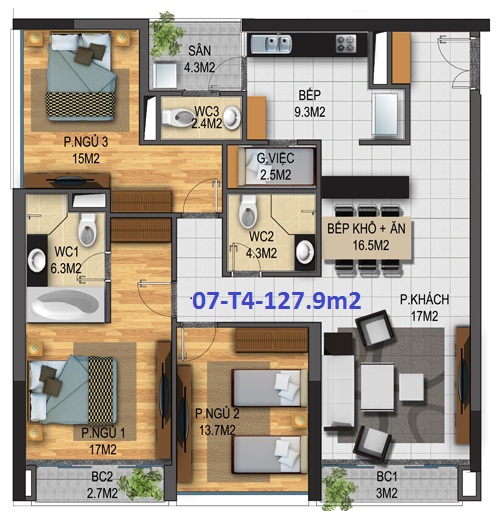 SÂN
4.3M2
BẾP
9.3M2
WC3
2.4M2
P.NGỦ 3
15M2
G.VIỆC
2.5M2
WC1
6.3M2
WC2
4.3M2
BẾP KHÔ + ĂN
16.5M2
07-T4-127.9m2
P.KHÁCH
17M2
P.NGỦ 2
13.7M2
P.NGỦ 1
17M2
BC2
2.7M2
BC1
3M2